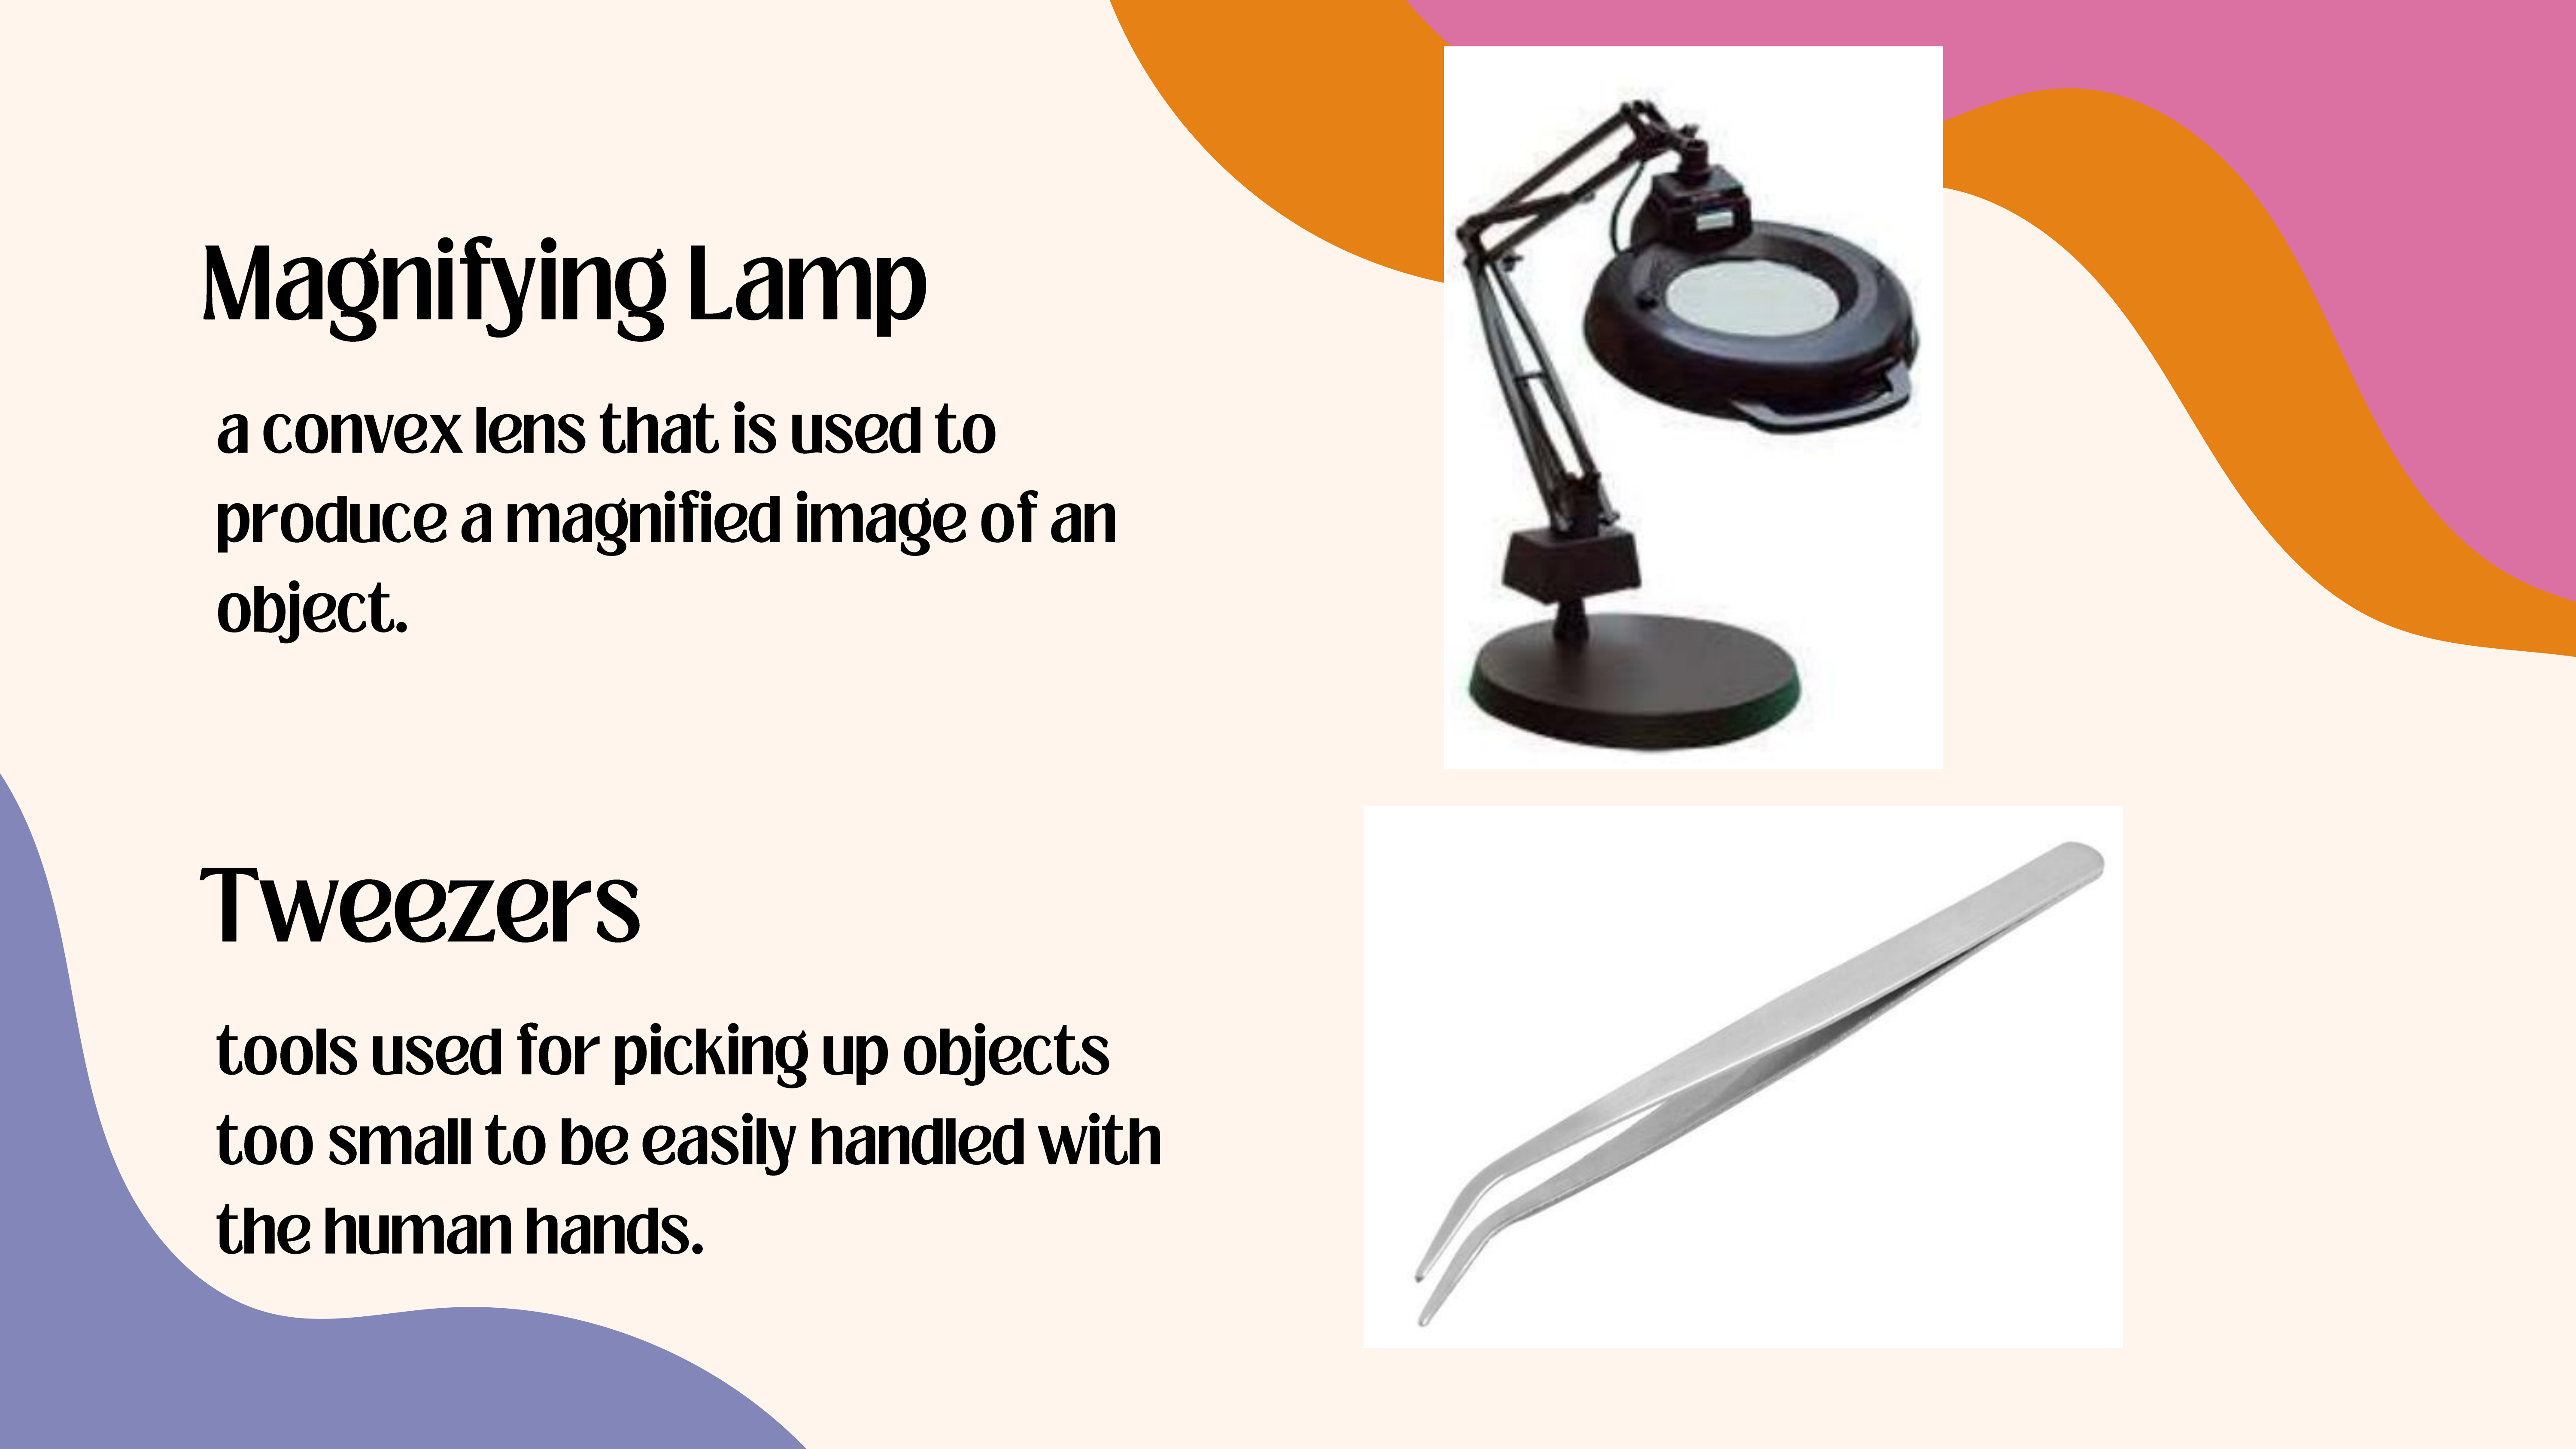 Magnifying Lamp
a convex lens that is used to
produce a magnified image of an
object.
Tweezers
tools used for picking up objects
too small to be easily handled with
the human hands.